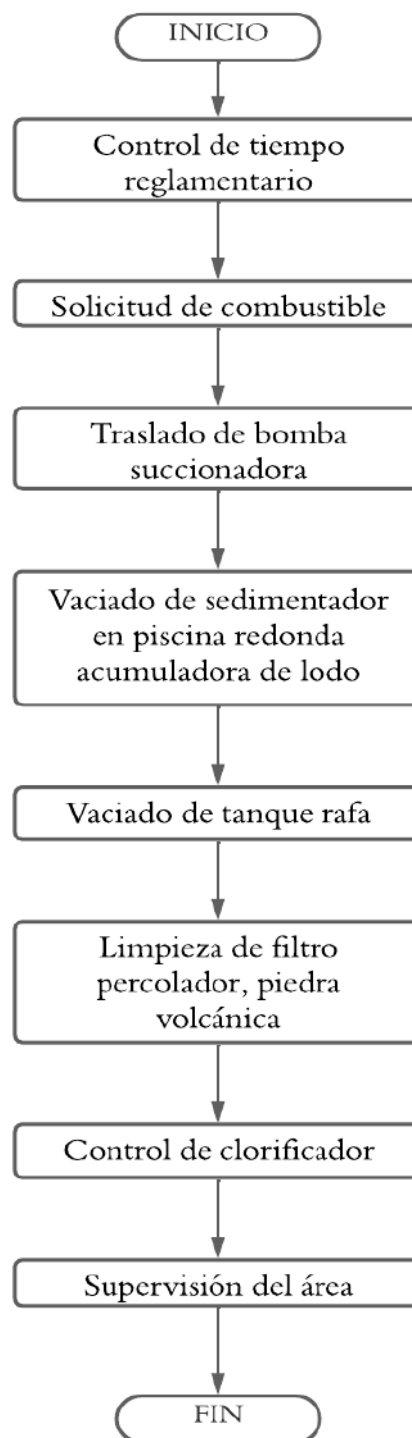 INICIO
Control de tiempo
reglamentario
Solicitud de combustible
Traslado de bomba
succionadora
Vaciado de sedimentador
en piscina redonda
acumuladora de lodo
Vaciado de tanque rafa
Limpieza de filtro
percolador, piedra
volcánica
Control de clorificador
Supervisión del área
FIN